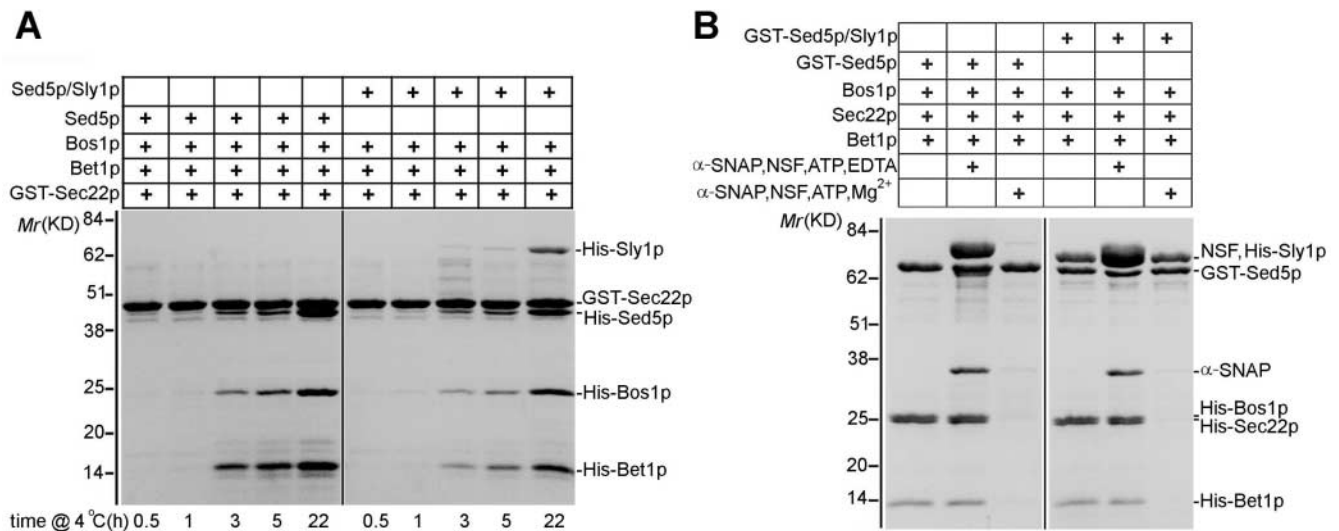 A
Sed5p/Sly1p + + + + +
Sed5p + + + + +
Bos1p + + + + + + + + + +
Bet1p + + + + + + + + + +
GST-Sec22p + + + + + + + + + +
Mr(KD)
84
62
51
38
25
20
14
His-Sly1p
GST-Sec22p
His-Sed5p
His-Bos1p
His-Bet1p
time @ 4 °C(h) 0.5 1 3 5 22 0.5 1 3 5 22
B
GST-Sed5p/Sly1p + + +
GST-Sed5p + + +
Bos1p + + + + + +
Sec22p + + + + + +
Bet1p + + + + + +
α-SNAP,NSF,ATP,EDTA + +
α-SNAP,NSF,ATP,Mg²⁺ + +
Mr(KD)
84
62
51
38
25
20
14
NSF,His-Sly1p
GST-Sed5p
α-SNAP
His-Bos1p
His-Sec22p
His-Bet1p